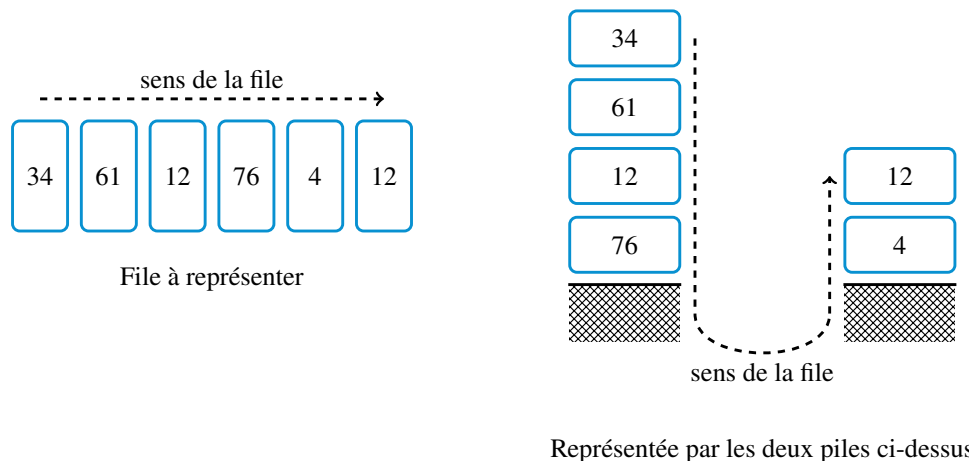 sens de la file
34 61 12 76 4 12
File à représenter
34
61
12
76
12
4
sens de la file
Représentée par les deux piles ci-dessus